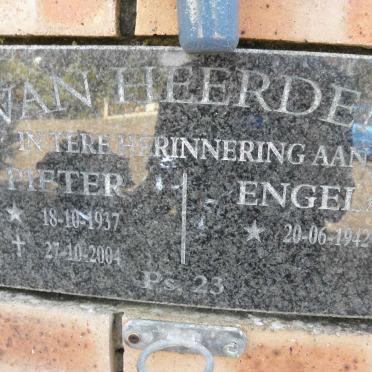 VAN HEERDE
IN TERE HERINNERING AAN
PIETER ENGEL
★ 18-10-1937 ★ 20-06-1942
† 27-10-2004
Ps. 23